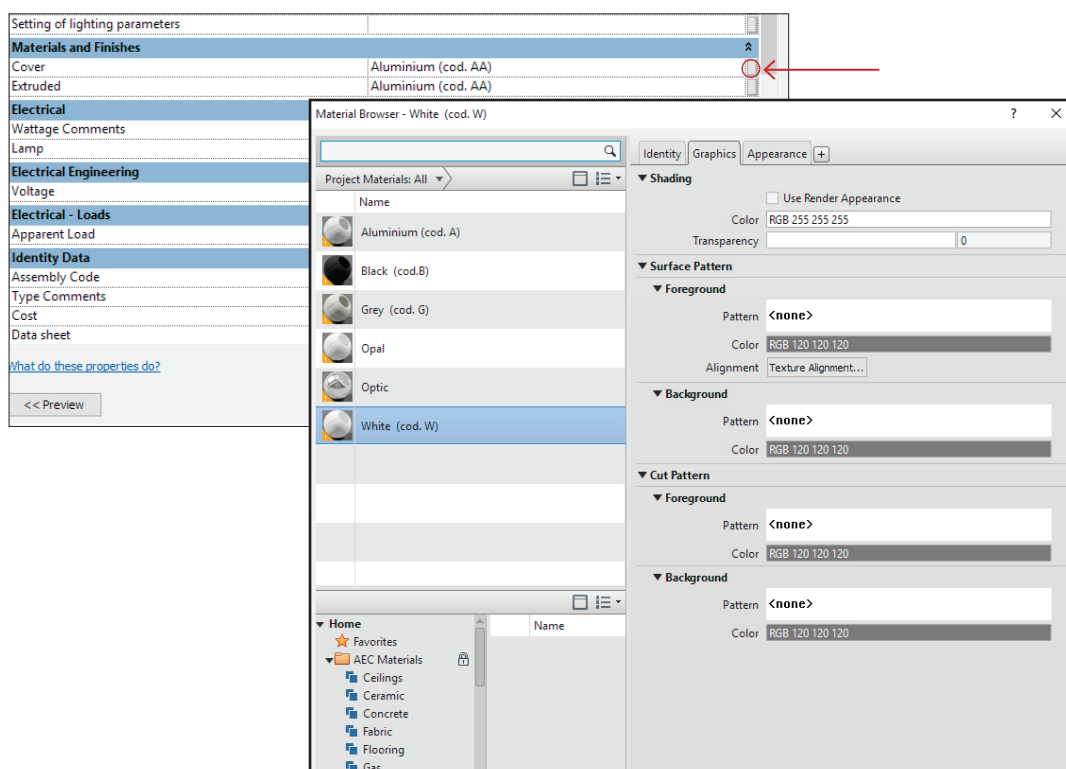 Setting of lighting parameters
Materials and Finishes
Cover Aluminium (cod. AA)
Extruded Aluminium (cod. AA)
Electrical
Wattage Comments
Lamp
Electrical Engineering
Voltage
Electrical - Loads
Apparent Load
Identity Data
Assembly Code
Type Comments
Cost
Data sheet
What do these properties do?
<< Preview
Material Browser - White (cod. W)
?
Project Materials: All
Name
Aluminium (cod. A)
Black (cod.B)
Grey (cod. G)
Opal
Optic
White (cod. W)
Home
Favorites
AEC Materials
Ceilings
Ceramic
Concrete
Fabric
Flooring
Gas
Name
Identity Graphics Appearance +
Shading
Use Render Appearance
Color RGB 255 255 255
Transparency 0
Surface Pattern
Foreground
Pattern <none>
Color RGB 120 120 120
Alignment Texture Alignment...
Background
Pattern <none>
Color RGB 120 120 120
Cut Pattern
Foreground
Pattern <none>
Color RGB 120 120 120
Background
Pattern <none>
Color RGB 120 120 120